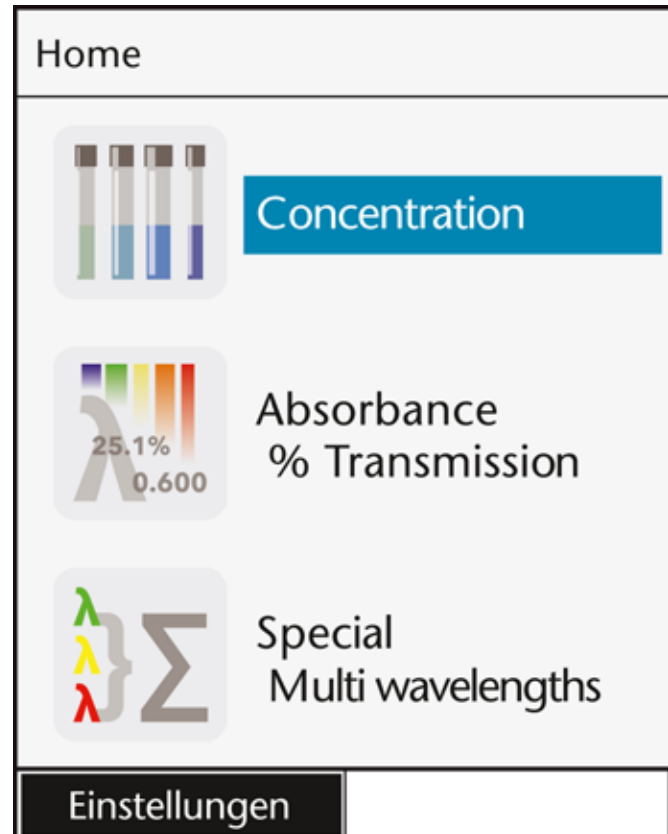 Home
Concentration
25.1%
0.600
Absorbance
% Transmission
λ
λ
λ
}
Σ
Special
Multi wavelengths
Einstellungen